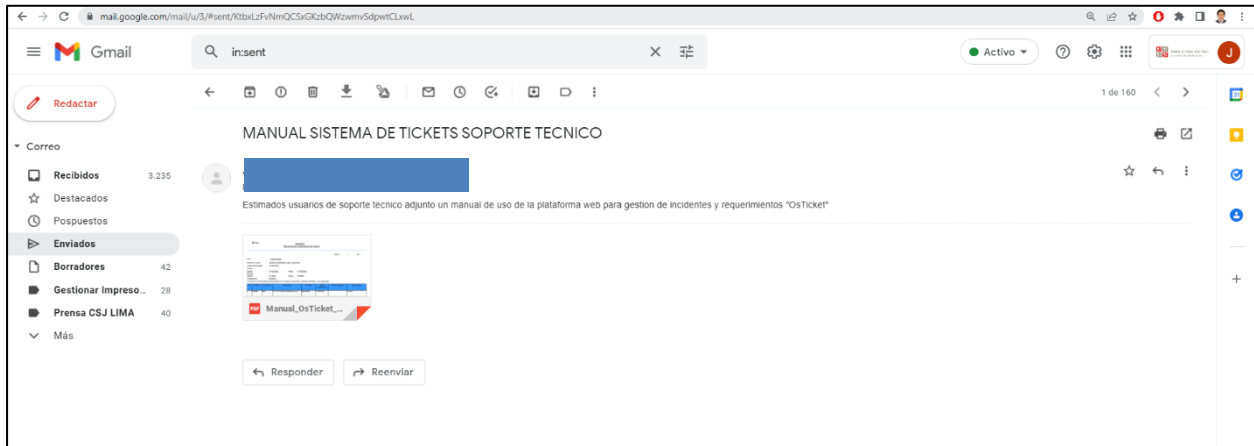 mail.google.com/mail/u/3/#sent/KtbxLzFvNmQCSxGKzbQWzwmvSdpwtCLxwL
Gmail
in:sent
Activo
J
Redactar
1 de 160
MANUAL SISTEMA DE TICKETS SOPORTE TECNICO
Correo
Recibidos 3.235
Destacados
Pospuestos
Enviados
Borradores 42
Gestionar Impreso... 28
Prensa CSJ LIMA 40
Más
Estimados usuarios de soporte tecnico adjunto un manual de uso de la plataforma web para gestion de incidentes y requerimientos "OsTicket"
PDF Manual_OsTicket_...
Responder
Reenviar